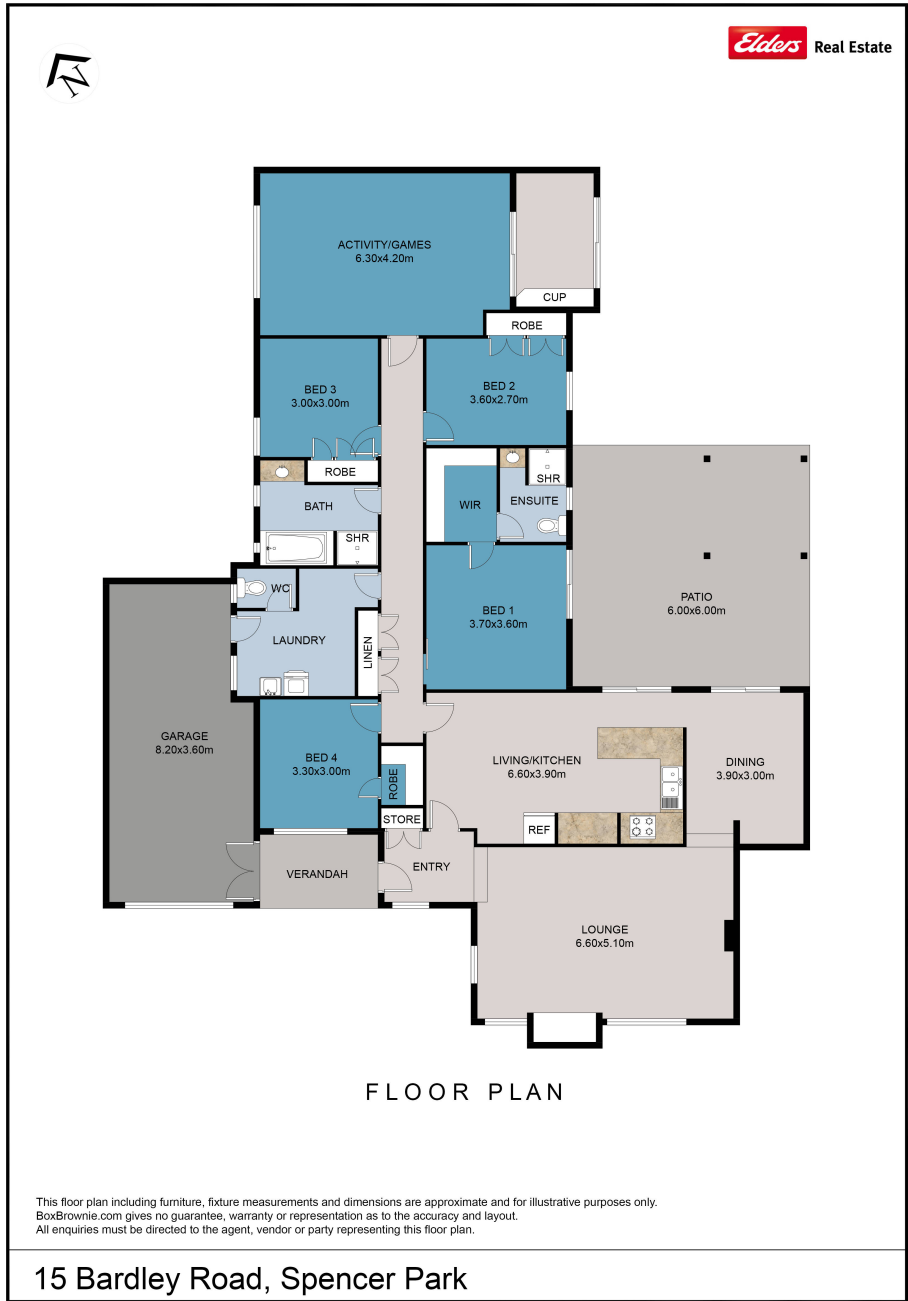 N
Elders Real Estate
ACTIVITY/GAMES
6.30x4.20m
CUP
ROBE
BED 3
3.00x3.00m
BED 2
3.60x2.70m
ROBE
BATH
SHR
WIR
ENSUITE
SHR
WC
LAUNDRY
LINEN
BED 1
3.70x3.60m
PATIO
6.00x6.00m
GARAGE
8.20x3.60m
BED 4
3.30x3.00m
ROBE
STORE
LIVING/KITCHEN
6.60x3.90m
DINING
3.90x3.00m
REF
VERANDAH
ENTRY
LOUNGE
6.60x5.10m
FLOOR PLAN
This floor plan including furniture, fixture measurements and dimensions are approximate and for illustrative purposes only.
BoxBrownie.com gives no guarantee, warranty or representation as to the accuracy and layout.
All enquiries must be directed to the agent, vendor or party representing this floor plan.
15 Bardley Road, Spencer Park